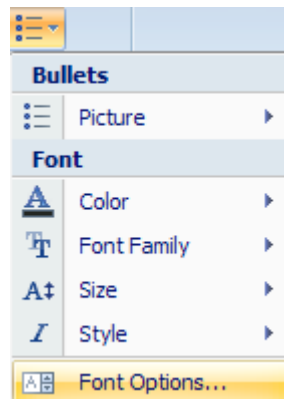 Bullets
Picture
Font
Color
Font Family
Size
Style
Font Options...